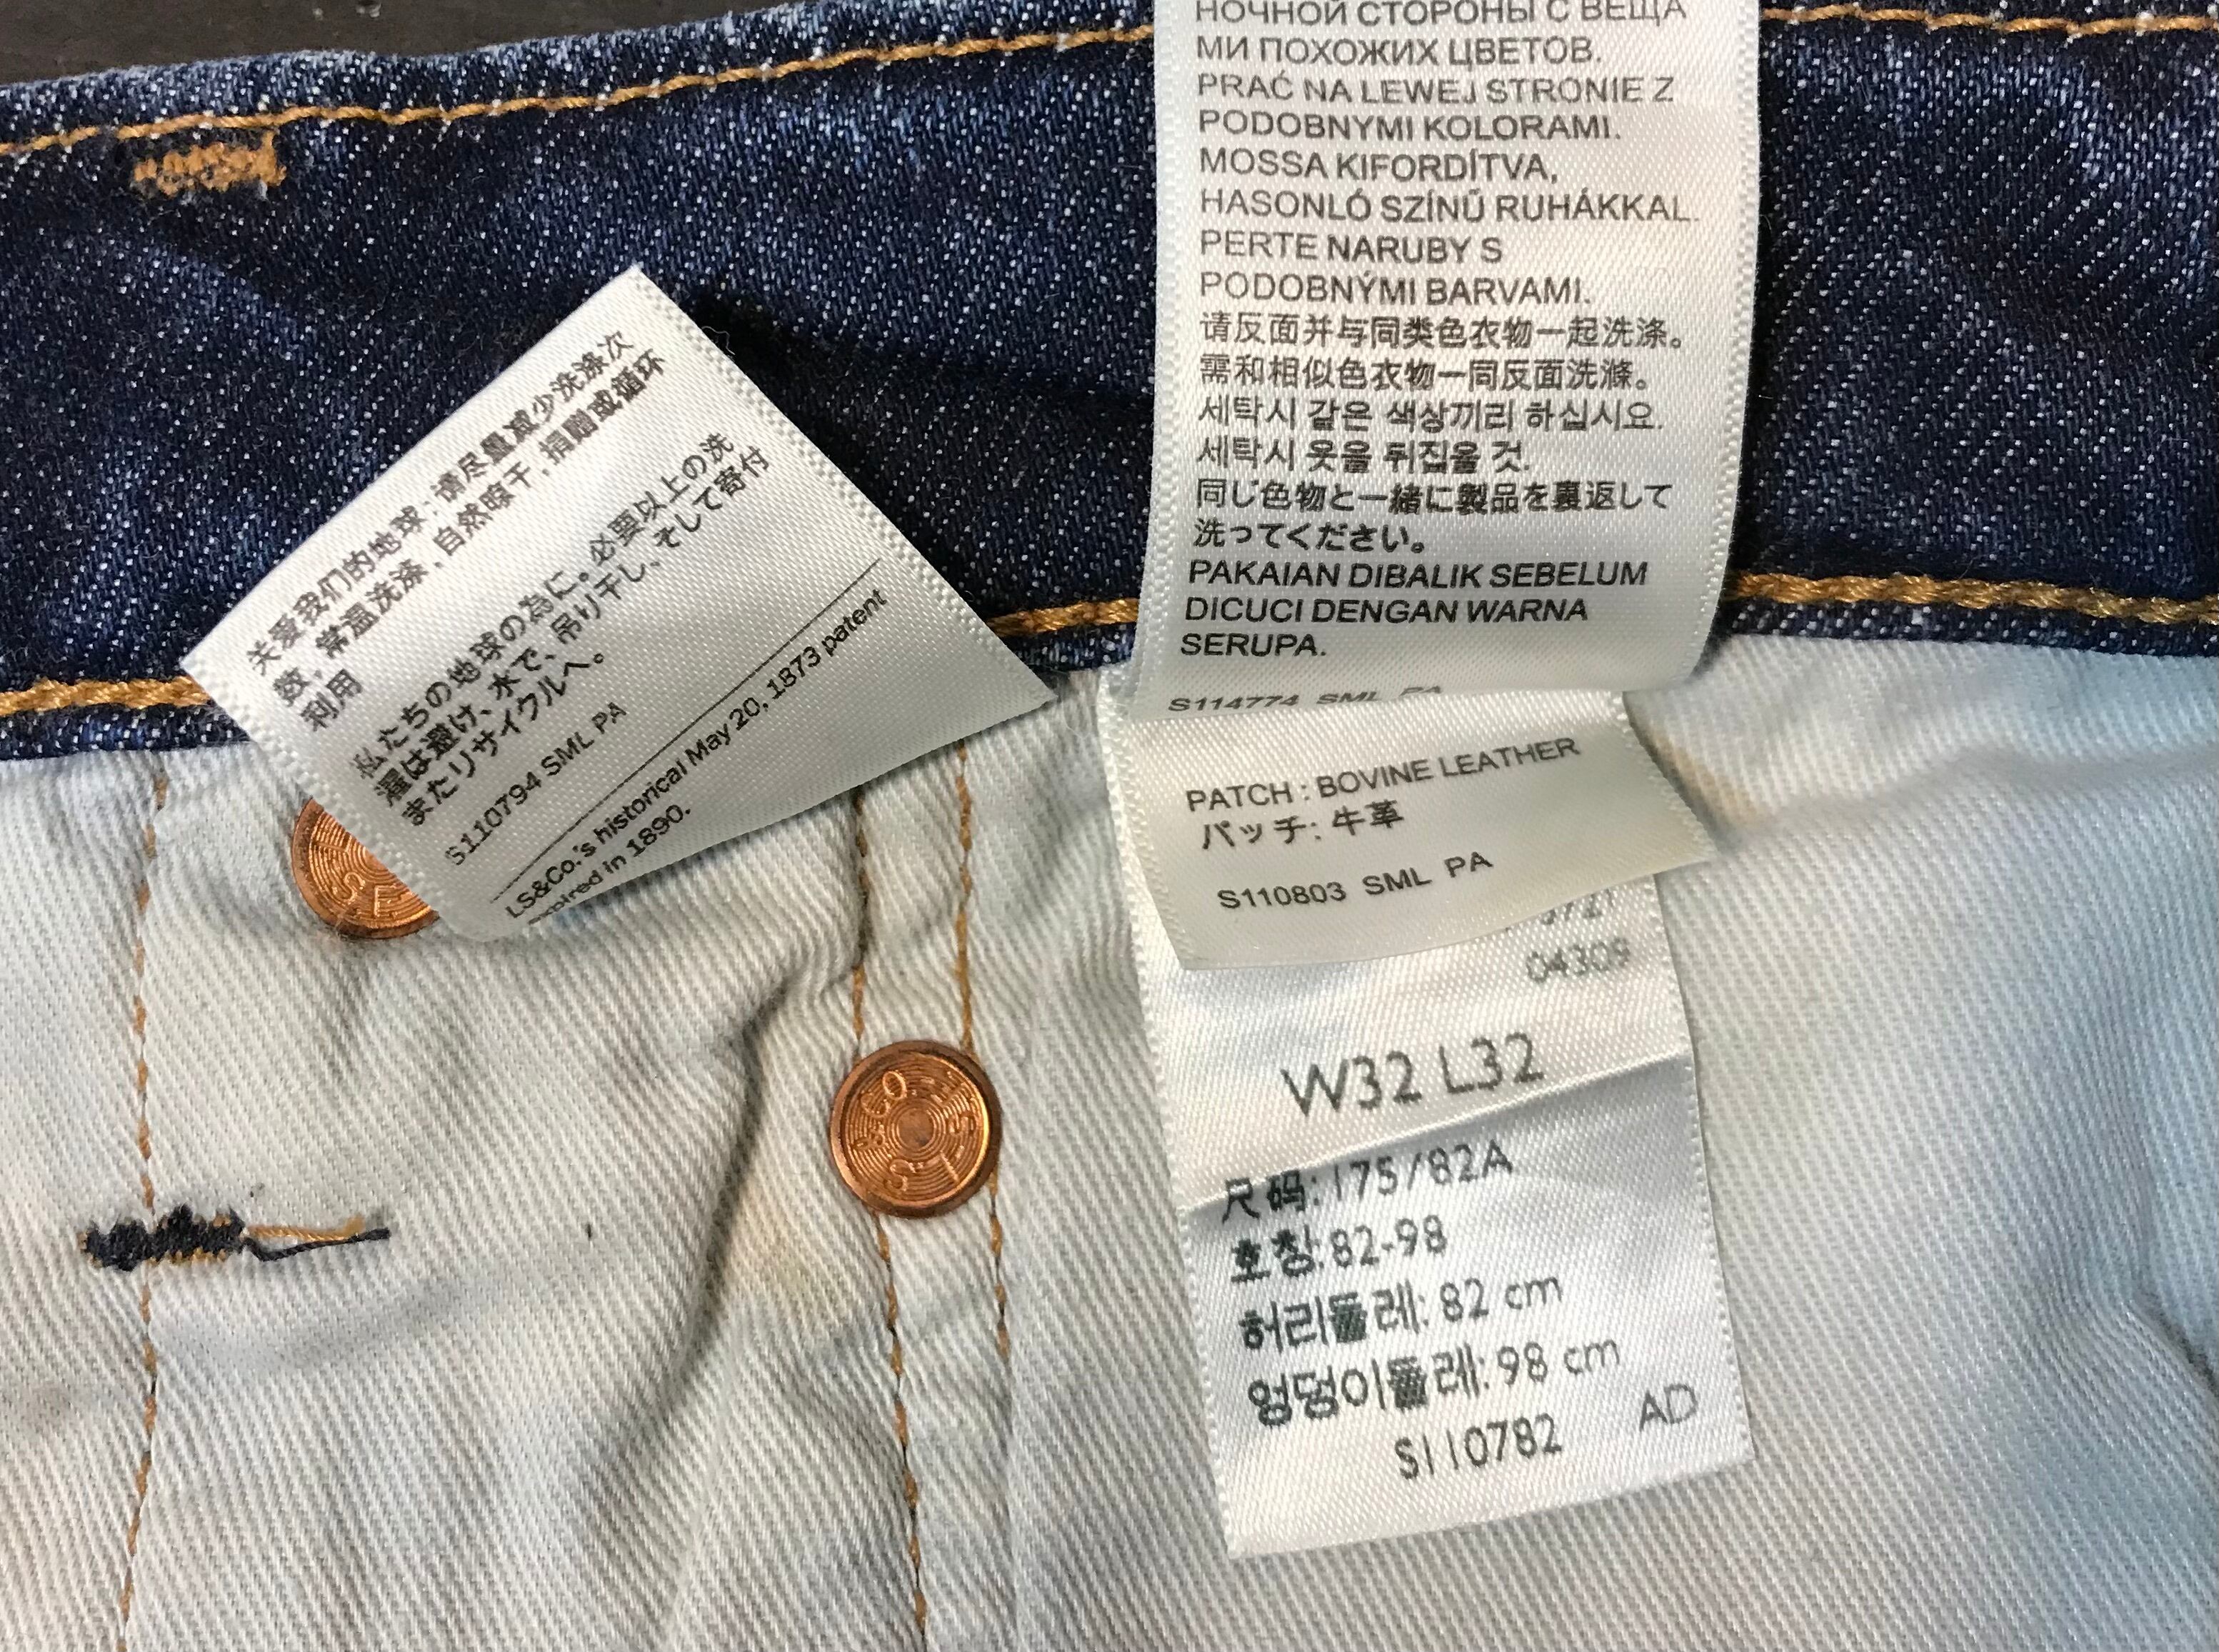 关爱我们的地球：请尽量减少洗涤次
数，常温洗涤，自然晾干，捐赠或循环
利用
私たちの地球の為に。必要以上の洗
濯は避け、水で、吊り干し、そして寄付
またリサイクルへ。
S110794 SML PA
LS&Co.'s historical May 20, 1873 patent
expired in 1890.
НОЧНОЙ СТОРОНЫ С ВЕЩА
МИ ПОХОЖИХ ЦВЕТОВ.
PRAĆ NA LEWEJ STRONIE Z
PODOBNYMI KOLORAMI.
MOSSA KIFORDÍTVA,
HASONLÓ SZÍNŰ RUHÁKKAL.
PERTE NARUBY S
PODOBNÝMI BARVAMI.
请反面并与同类色衣物一起洗涤。
需和相似色衣物一同反面洗滌。
세탁시 같은 색상끼리 하십시요.
세탁시 옷을 뒤집을 것.
同じ色物と一緒に製品を裏返して
洗ってください。
PAKAIAN DIBALIK SEBELUM
DICUCI DENGAN WARNA
SERUPA.
S114774 SML PA
PATCH : BOVINE LEATHER
パッチ: 牛革
S110803 SML PA
04309
W32 L32
尺码:175/82A
호칭:82-98
허리둘레: 82 cm
엉덩이둘레: 98 cm
AD
S110782
L S & CO. S F